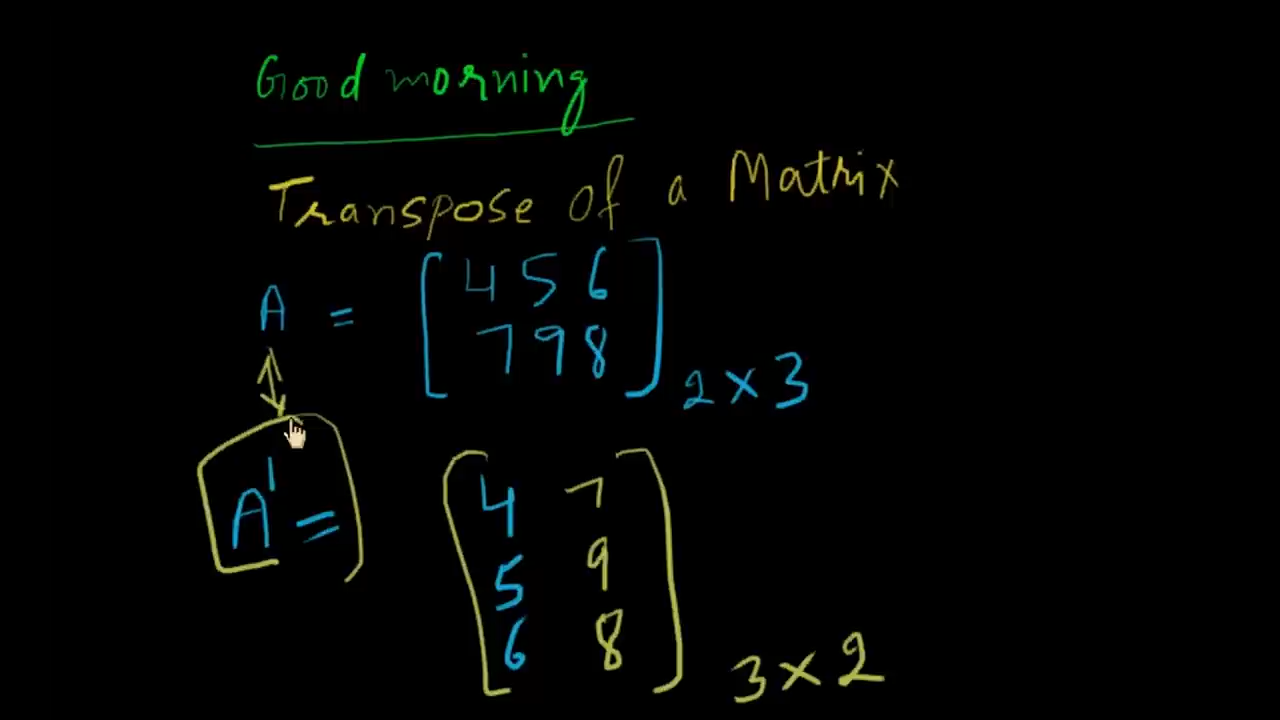 Good morning
Transpose of a Matrix
A = [ 4 5 6
7 9 8 ] 2 × 3
A' = [ 4 7
5 9
6 8 ] 3 × 2